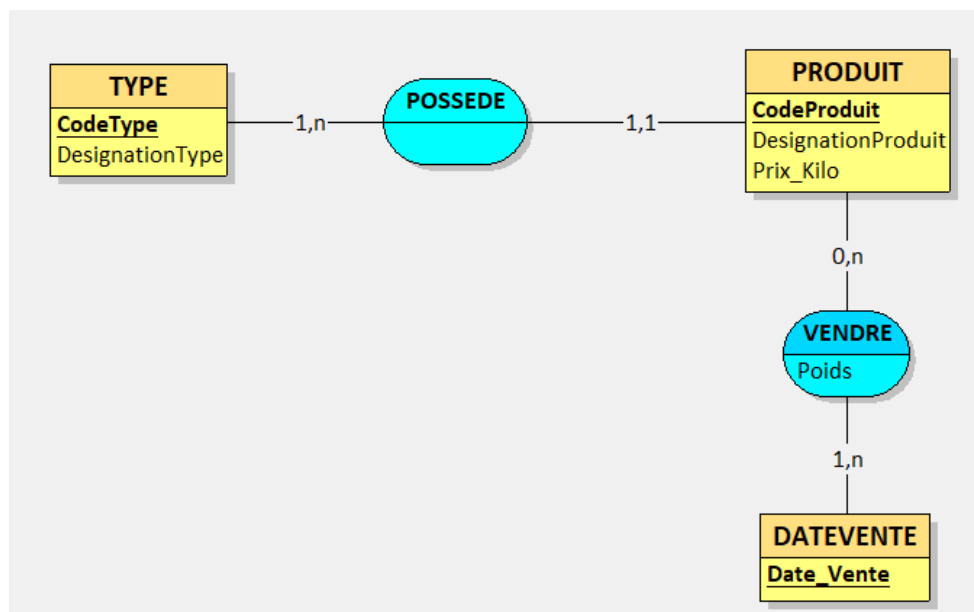 TYPE
CodeType
DesignationType
1,n
POSSEDE
1,1
PRODUIT
CodeProduit
DesignationProduit
Prix_Kilo
0,n
VENDRE
Poids
1,n
DATEVENTE
Date_Vente